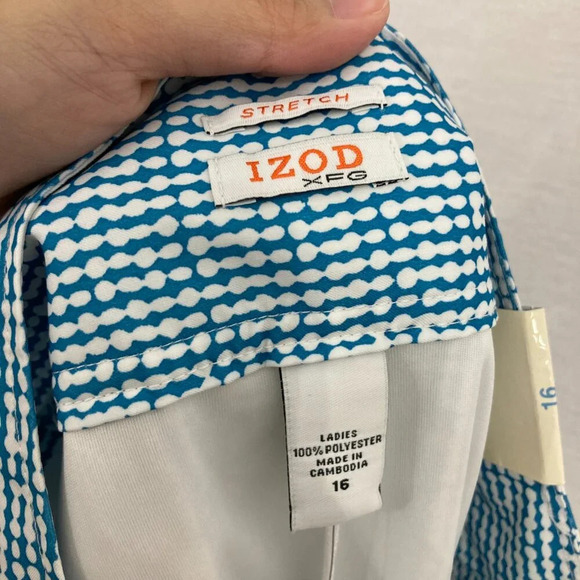 STRETCH
IZOD
XFG
LADIES
100% POLYESTER
MADE IN
CAMBODIA
16
16